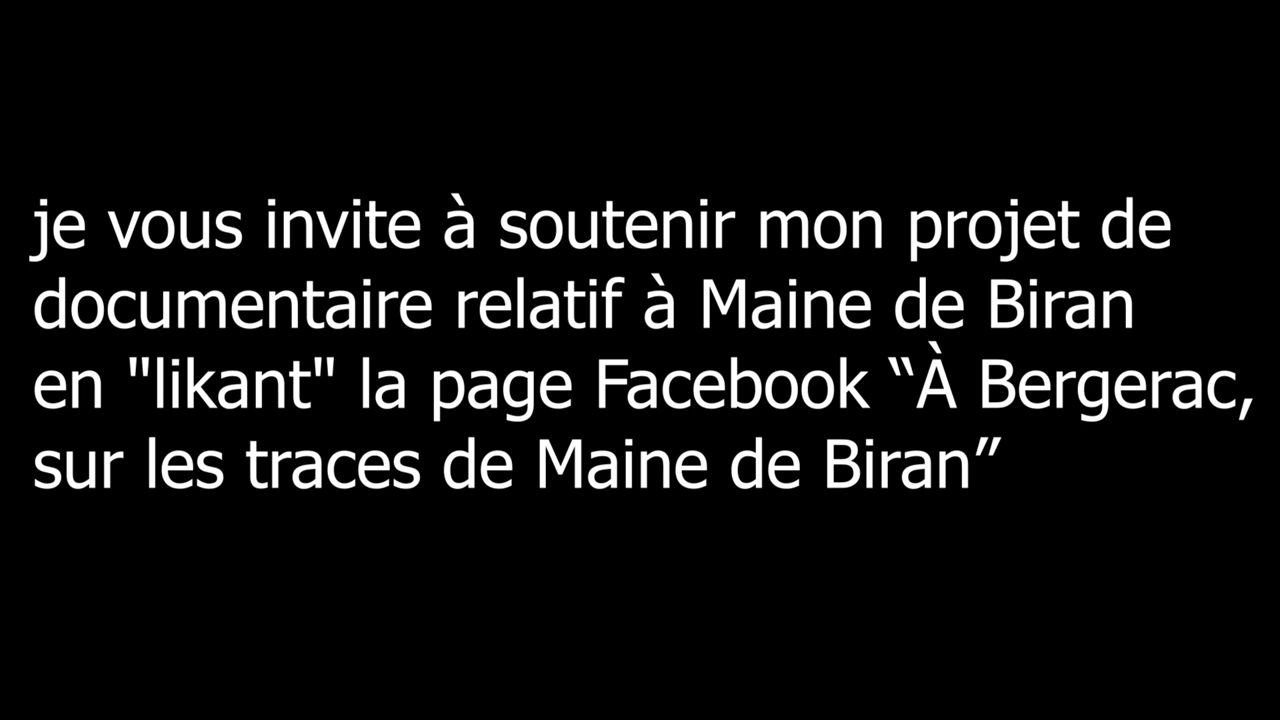 je vous invite à soutenir mon projet de
documentaire relatif à Maine de Biran
en "likant" la page Facebook “À Bergerac,
sur les traces de Maine de Biran”